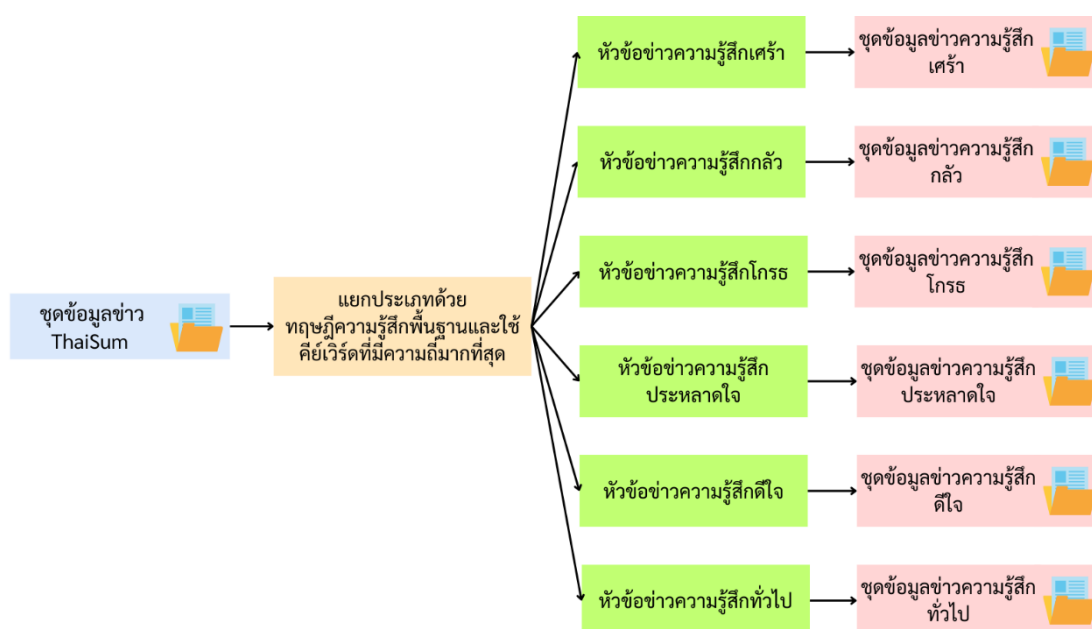 ชุดข้อมูลข่าว
ThaiSum
แยกประเภทด้วย
ทฤษฎีความรู้สึกพื้นฐานและใช้
คีย์เวิร์ดที่มีความถี่มากที่สุด
หัวข้อข่าวความรู้สึกเศร้า
ชุดข้อมูลข่าวความรู้สึก
เศร้า
หัวข้อข่าวความรู้สึกกลัว
ชุดข้อมูลข่าวความรู้สึก
กลัว
หัวข้อข่าวความรู้สึกโกรธ
ชุดข้อมูลข่าวความรู้สึก
โกรธ
หัวข้อข่าวความรู้สึก
ประหลาดใจ
ชุดข้อมูลข่าวความรู้สึก
ประหลาดใจ
หัวข้อข่าวความรู้สึกดีใจ
ชุดข้อมูลข่าวความรู้สึก
ดีใจ
หัวข้อข่าวความรู้สึกทั่วไป
ชุดข้อมูลข่าวความรู้สึก
ทั่วไป